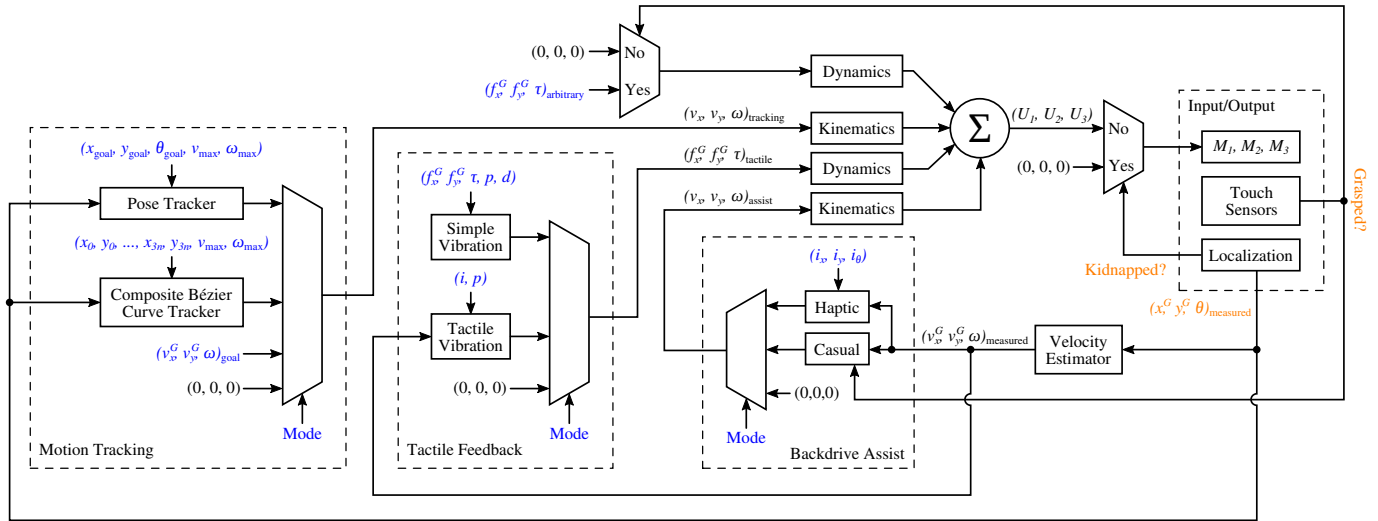 (0, 0, 0)
No
(f_x^G, f_y^G, τ)_arbitrary
Yes
Dynamics
(v_x, v_y, ω)_tracking
Kinematics
(f_x^G, f_y^G, τ)_tactile
Dynamics
(v_x, v_y, ω)_assist
Kinematics
Σ
(U_1, U_2, U_3)
No
(0, 0, 0)
Yes
Input/Output
M_1, M_2, M_3
Touch
Sensors
Localization
Grasped?
Kidnapped?
(x,^G y,^G θ)_measured
(x_goal, y_goal, θ_goal, v_max, ω_max)
Pose Tracker
(x_0, y_0, ..., x_3n, y_3n, v_max, ω_max)
Composite Bézier
Curve Tracker
(v_x^G, v_y^G, ω)_goal
(0, 0, 0)
Mode
Motion Tracking
(f_x^G, f_y^G, τ, p, d)
Simple
Vibration
(i, p)
Tactile
Vibration
(0, 0, 0)
Mode
Tactile Feedback
(i_x, i_y, i_θ)
Haptic
Casual
(0,0,0)
Mode
Backdrive Assist
(v_x^G, v_y^G, ω)_measured
Velocity
Estimator